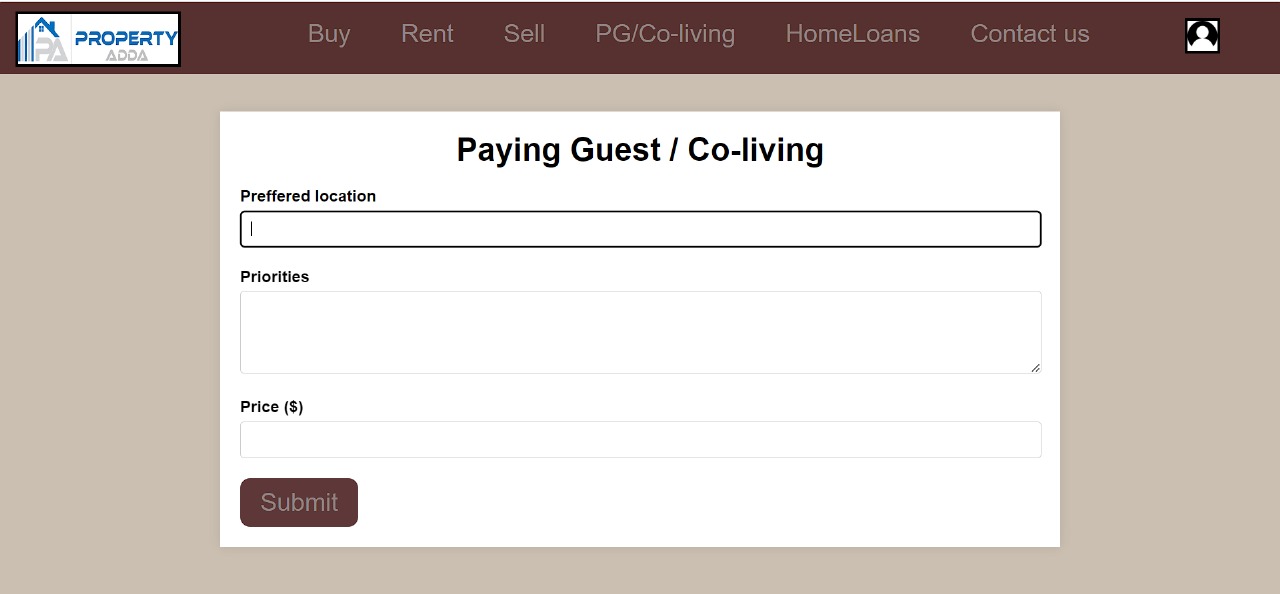 PA PROPERTY
ADDA
Buy Rent Sell PG/Co-living HomeLoans Contact us
Paying Guest / Co-living
Preffered location
Priorities
Price ($)
Submit